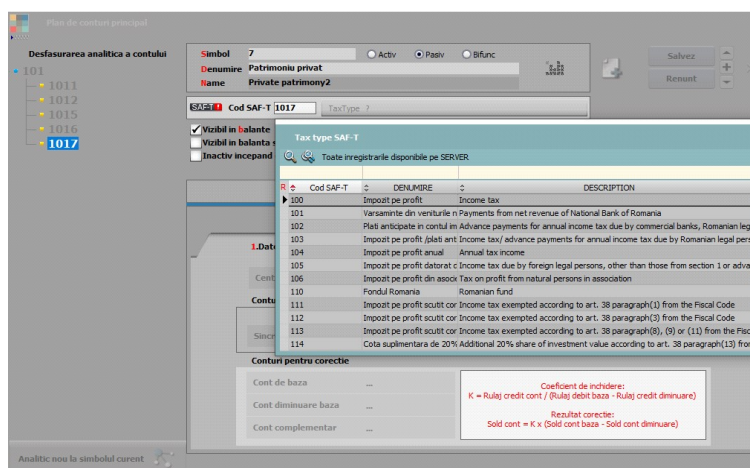 Plan de conturi principal
Desfasurarea analitica a contului
101
1011
1012
1015
1016
1017
Simbol 7 Activ Pasiv Bifunc
Denumire Patrimoniu privat
Name Private patrimony2
Salvez
Renunt
SAF-T Cod SAF-T 1017 TaxType ?
Vizibil in balante
Vizibil in balanta s
Inactiv incepand
Tax type SAF-T
Toate inregistrarile disponibile pe SERVER
R Cod SAF-T DENUMIRE DESCRIPTION
100 Impozit pe profit Income tax
101 Varsaminte din veniturile n Payments from net revenue of National Bank of Romania
102 Plati anticipate in contul im Advance payments for annual income tax due by commercial banks, Romanian leg
103 Impozit pe profit /plati ant Income tax/ advance payments for annual income tax due by Romanian legal pers
104 Impozit pe profit anual Annual tax income
105 Impozit pe profit datorat d Income tax due by foreign legal persons, other than those from section 1 or adva
106 Impozit pe profit din asocie Tax on profit from natural persons in association
110 Fondul Romania Romanian fund
111 Impozit pe profit scutit cor Income tax exempted according to art. 38 paragraph(1) from the Fiscal Code
112 Impozit pe profit scutit cor Income tax exempted according to art. 38 paragraph(3) from the Fiscal Code
113 Impozit pe profit scutit cor Income tax exempted according to art. 38 paragraph(8), (9) or (11) from the Fisc
114 Cota suplimentara de 20% Additional 20% share of investment value according to art. 38 paragraph(13) fron
1.Date
Cent
Contu
Sincr
Conturi pentru corectie
Cont de baza ...
Cont diminuare baza ...
Cont complementar ...
Coeficient de inchidere:
K = Rulaj credit cont / (Rulaj debit baza - Rulaj credit diminuare)
Rezultat corectie:
Sold cont = K x (Sold cont baza - Sold cont diminuare)
Analitic nou la simbolul curent